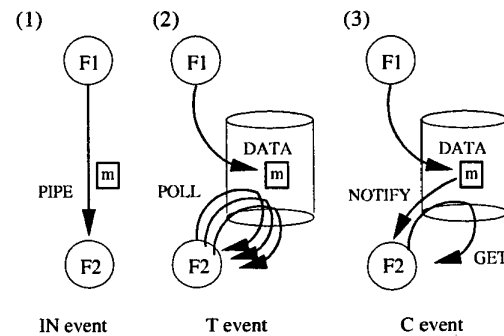 (1)
(2)
(3)
F1
F1
F1
DATA
DATA
m
m
m
PIPE
POLL
NOTIFY
GET
F2
F2
F2
IN event
T event
C event